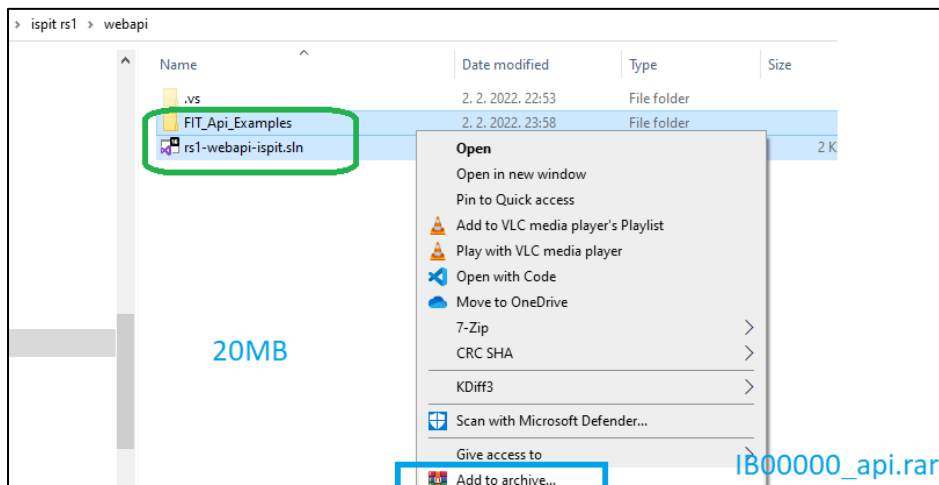 ispit rs1 > webapi
Name Date modified Type Size
.vs 2. 2. 2022. 22:53 File folder
FIT_Api_Examples 2. 2. 2022. 23:58 File folder
rs1-webapi-ispit.sln 2 K
Open
Open in new window
Pin to Quick access
Add to VLC media player's Playlist
Play with VLC media player
Open with Code
Move to OneDrive
7-Zip
CRC SHA
20MB
KDiff3
Scan with Microsoft Defender...
Give access to
IB00000_api.rar
Add to archive...